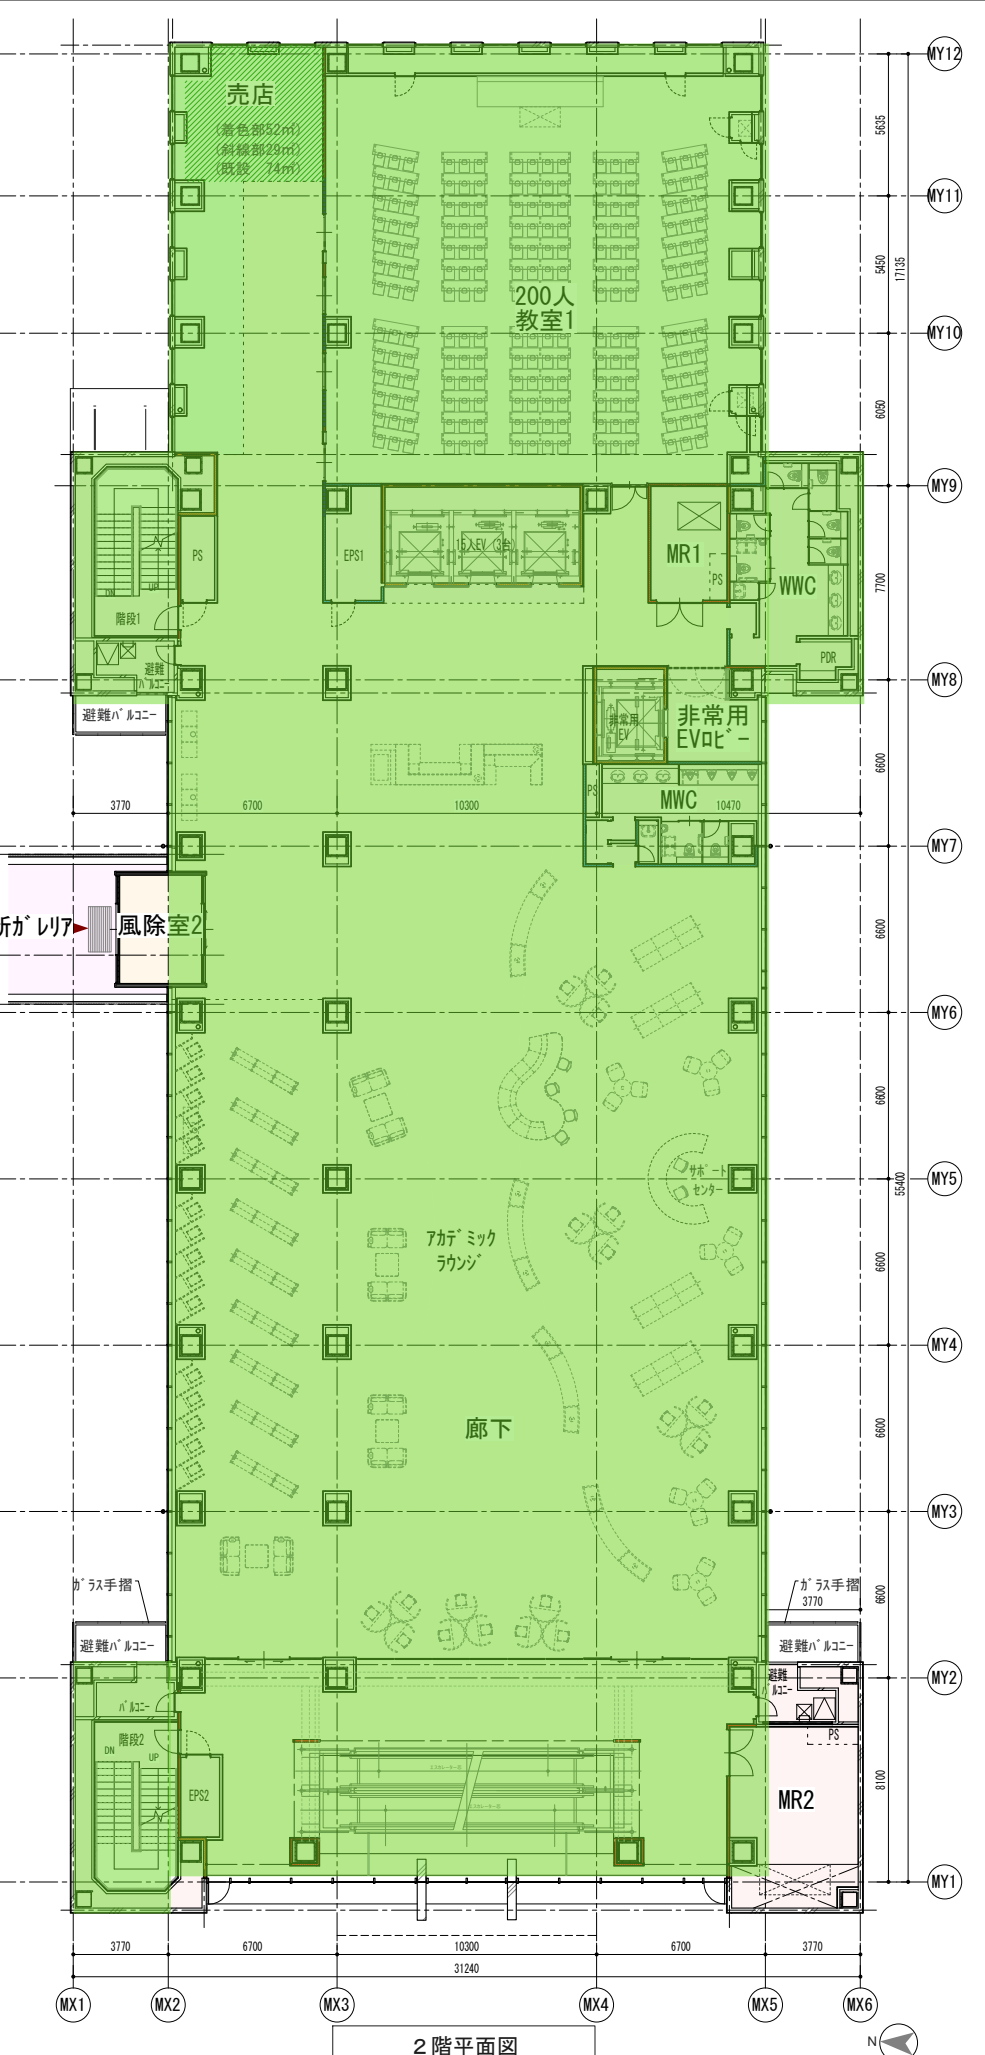 MY12
売店
(着色部52㎡)
(斜線部29㎡)
(既設　74㎡)
5635
MY11
5450
17135
200人
教室1
MY10
6050
MY9
PS
EPS1
15人EV (3台)
MR1
PS
WWC
7700
DN
UP
階段1
避難
バルコニー
PDR
MY8
避難バルコニー
非常用
EV
非常用
EVロビー
6600
PS
MWC
3770
6700
10300
10470
MY7
風除室2
6600
MY6
6600
サポート
センター
MY5
55400
アカデミック
ラウンジ
6600
MY4
廊下
6600
MY3
ガラス手摺
ガラス手摺
3770
6600
避難バルコニー
避難バルコニー
MY2
バルコニー
避難
バルコニー
階段2
DN
UP
PS
EPS2
MR2
8100
MY1
3770
6700
10300
6700
3770
31240
MX1
MX2
MX3
MX4
MX5
MX6
2階平面図
N